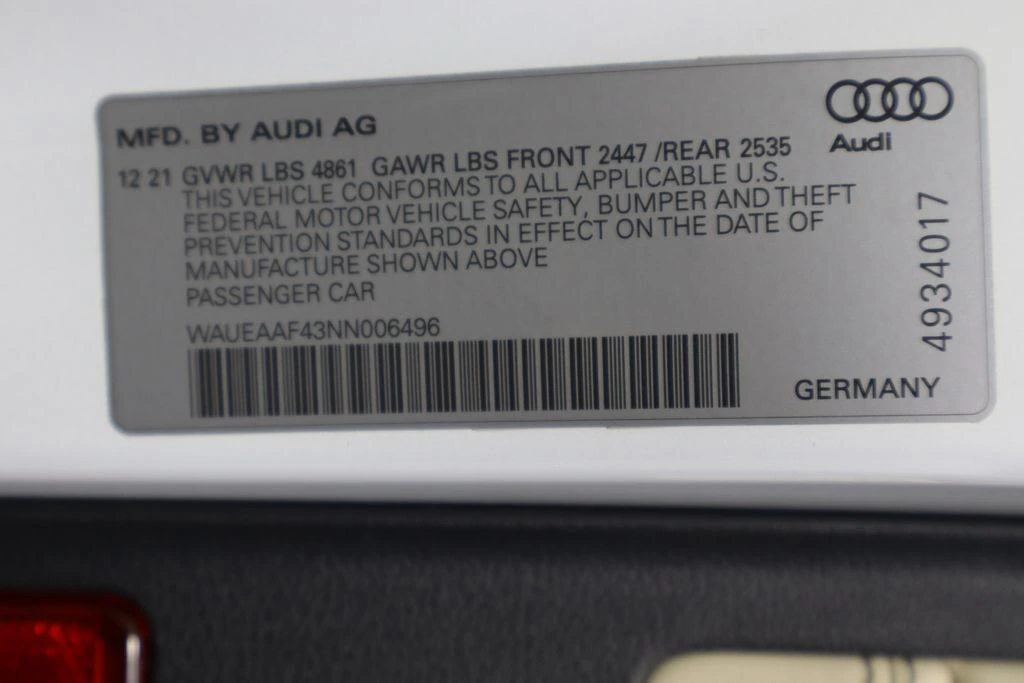 MFD. BY AUDI AG
Audi
12 21 GVWR LBS 4861 GAWR LBS FRONT 2447 /REAR 2535
THIS VEHICLE CONFORMS TO ALL APPLICABLE U.S.
FEDERAL MOTOR VEHICLE SAFETY, BUMPER AND THEFT
PREVENTION STANDARDS IN EFFECT ON THE DATE OF
MANUFACTURE SHOWN ABOVE
PASSENGER CAR
WAUEAAF43NN006496
4934017
GERMANY